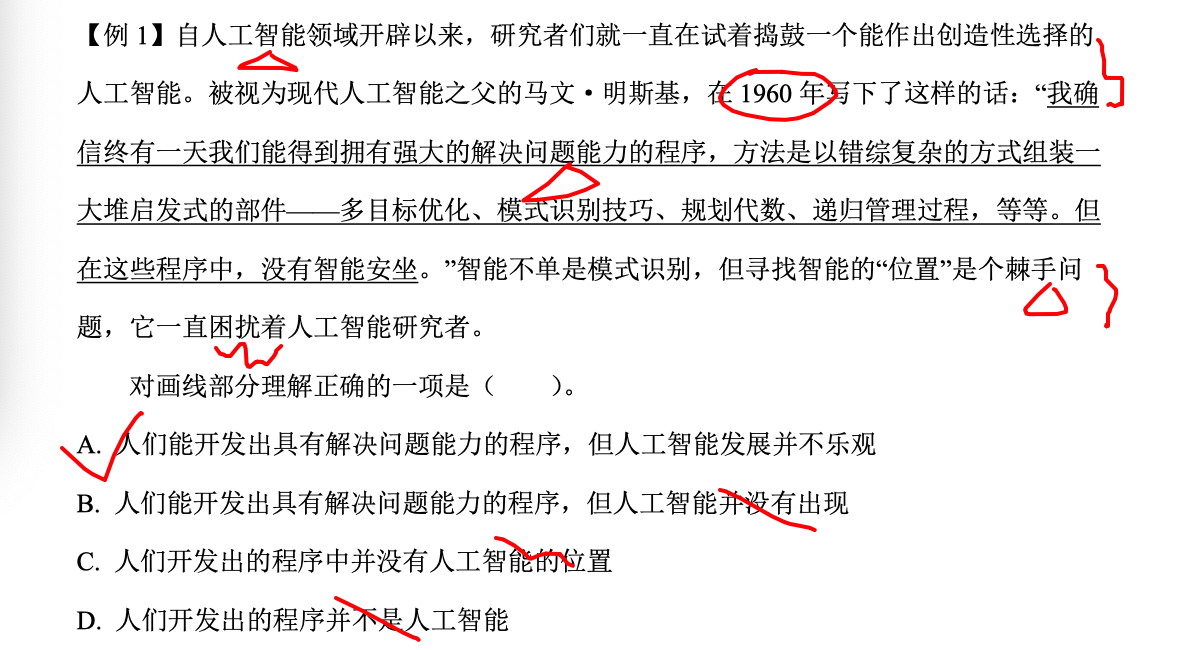 【例 1】自人工智能领域开辟以来，研究者们就一直在试着捣鼓一个能作出创造性选择的
人工智能。被视为现代人工智能之父的马文·明斯基，在 1960 年写下了这样的话：“我确
信终有一天我们能得到拥有强大的解决问题能力的程序，方法是以错综复杂的方式组装一
大堆启发式的部件——多目标优化、模式识别技巧、规划代数、递归管理过程，等等。但
在这些程序中，没有智能安坐。”智能不单是模式识别，但寻找智能的“位置”是个棘手问
题，它一直困扰着人工智能研究者。
对画线部分理解正确的一项是（　　）。
A. 人们能开发出具有解决问题能力的程序，但人工智能发展并不乐观
B. 人们能开发出具有解决问题能力的程序，但人工智能并没有出现
C. 人们开发出的程序中并没有人工智能的位置
D. 人们开发出的程序并不是人工智能